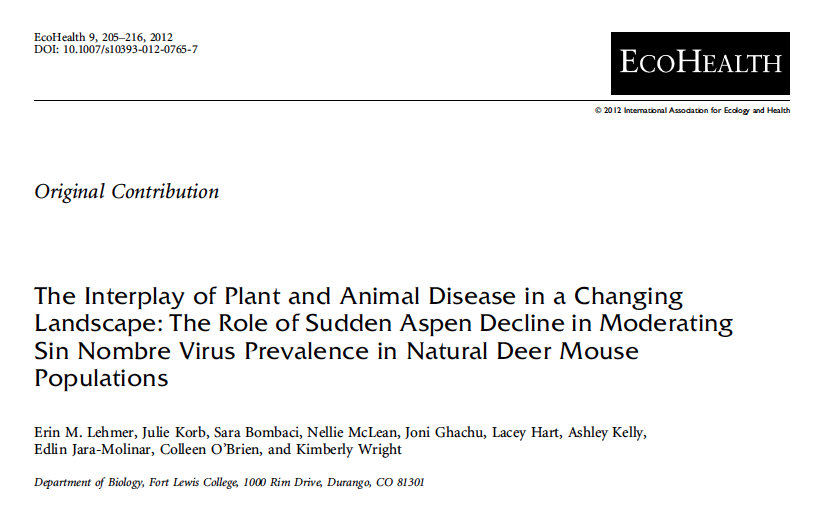 EcoHealth 9, 205–216, 2012
DOI: 10.1007/s10393-012-0765-7
ECOHEALTH
© 2012 International Association for Ecology and Health
Original Contribution
The Interplay of Plant and Animal Disease in a Changing
Landscape: The Role of Sudden Aspen Decline in Moderating
Sin Nombre Virus Prevalence in Natural Deer Mouse
Populations
Erin M. Lehmer, Julie Korb, Sara Bombaci, Nellie McLean, Joni Ghachu, Lacey Hart, Ashley Kelly,
Edlin Jara-Molinar, Colleen O’Brien, and Kimberly Wright
Department of Biology, Fort Lewis College, 1000 Rim Drive, Durango, CO 81301